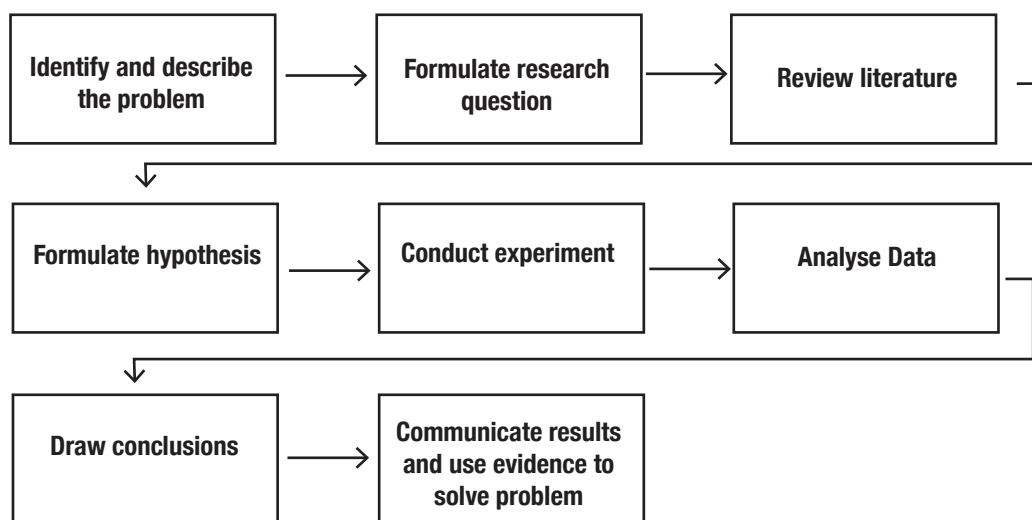 Identify and describe
the problem
Formulate research
question
Review literature
Formulate hypothesis
Conduct experiment
Analyse Data
Draw conclusions
Communicate results
and use evidence to
solve problem